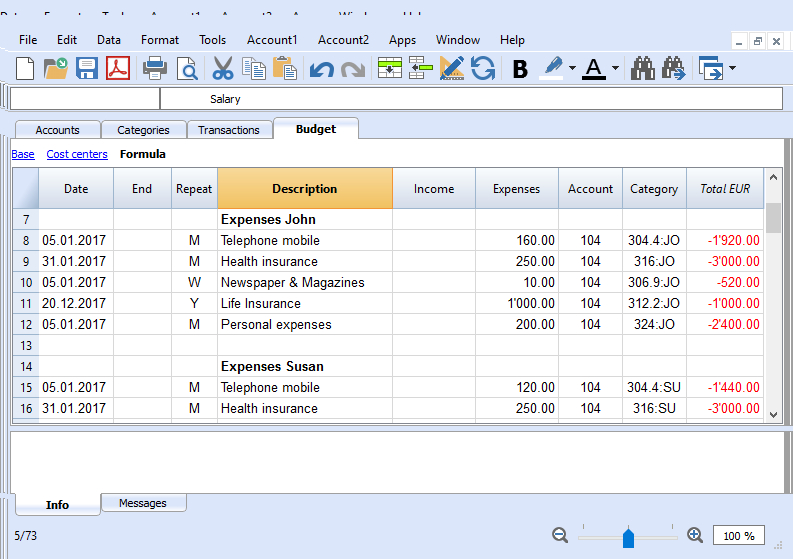 File Edit Data Format Tools Account1 Account2 Apps Window Help
B A
Salary
Accounts Categories Transactions Budget
Base Cost centers Formula
Date End Repeat Description Income Expenses Account Category Total EUR
7 Expenses John
8 05.01.2017 M Telephone mobile 160.00 104 304.4:JO -1'920.00
9 31.01.2017 M Health insurance 250.00 104 316:JO -3'000.00
10 05.01.2017 W Newspaper & Magazines 10.00 104 306.9:JO -520.00
11 20.12.2017 Y Life Insurance 1'000.00 104 312.2:JO -1'000.00
12 05.01.2017 M Personal expenses 200.00 104 324:JO -2'400.00
13
14 Expenses Susan
15 05.01.2017 M Telephone mobile 120.00 104 304.4:SU -1'440.00
16 31.01.2017 M Health insurance 250.00 104 316:SU -3'000.00
Info Messages
5/73 100 %